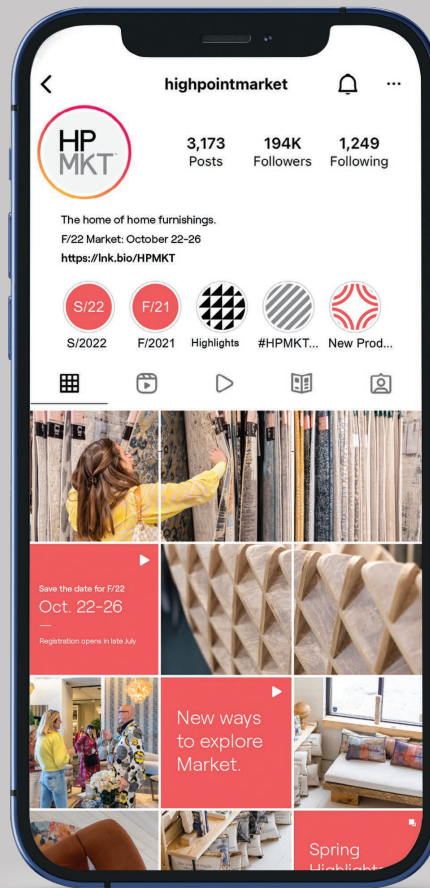 highpointmarket
HP
MKT™
3,173
Posts
194K
Followers
1,249
Following
The home of home furnishings.
F/22 Market: October 22-26
https://lnk.bio/HPMKT
S/22
F/21
S/2022
F/2021
Highlights
#HPMKT...
New Prod...
Save the date for F/22
Oct. 22-26
Registration opens in late July
New ways
to explore
Market.
Spring
Highlights